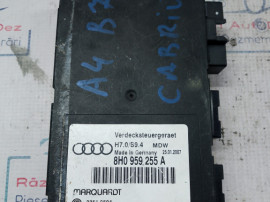 A4 B7
CABRIO
Verdecksteuergeraet
H7.0/S9.4 MDW
Made in Germany 25.01.2007
8H0 959 255 A
MARQUARDT